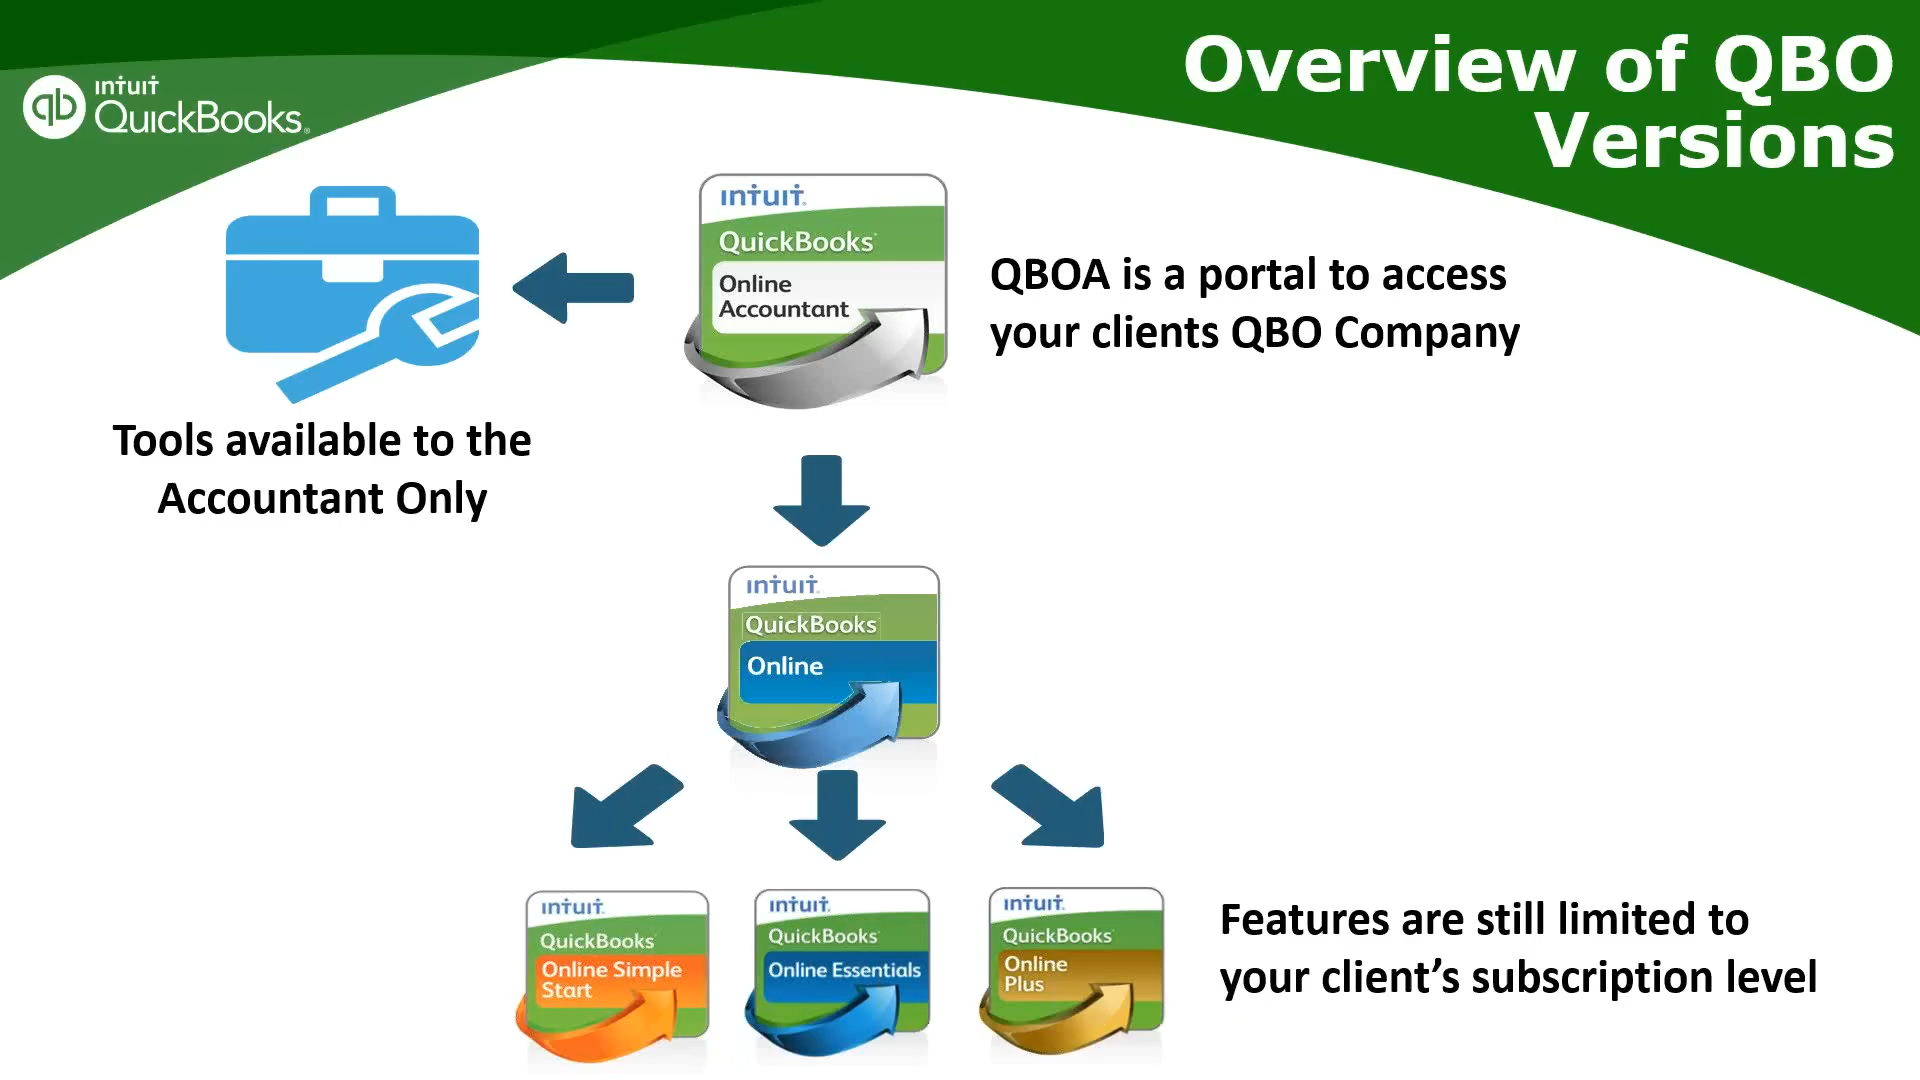 Overview of QBO
Versions
intuit
QuickBooks.
intuit.
QuickBooks
Online
Accountant
QBOA is a portal to access
your clients QBO Company
Tools available to the
Accountant Only
intuit.
QuickBooks
Online
intuit.
QuickBooks
Online Simple
Start
intuit.
QuickBooks
Online Essentials
intuit.
QuickBooks
Online
Plus
Features are still limited to
your client’s subscription level